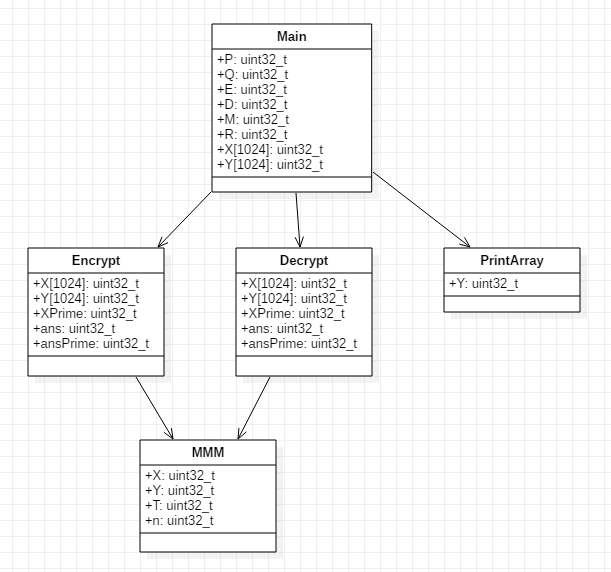 Main
+P: uint32_t
+Q: uint32_t
+E: uint32_t
+D: uint32_t
+M: uint32_t
+R: uint32_t
+X[1024]: uint32_t
+Y[1024]: uint32_t
Encrypt
+X[1024]: uint32_t
+Y[1024]: uint32_t
+XPrime: uint32_t
+ans: uint32_t
+ansPrime: uint32_t
Decrypt
+X[1024]: uint32_t
+Y[1024]: uint32_t
+XPrime: uint32_t
+ans: uint32_t
+ansPrime: uint32_t
PrintArray
+Y: uint32_t
MMM
+X: uint32_t
+Y: uint32_t
+T: uint32_t
+n: uint32_t